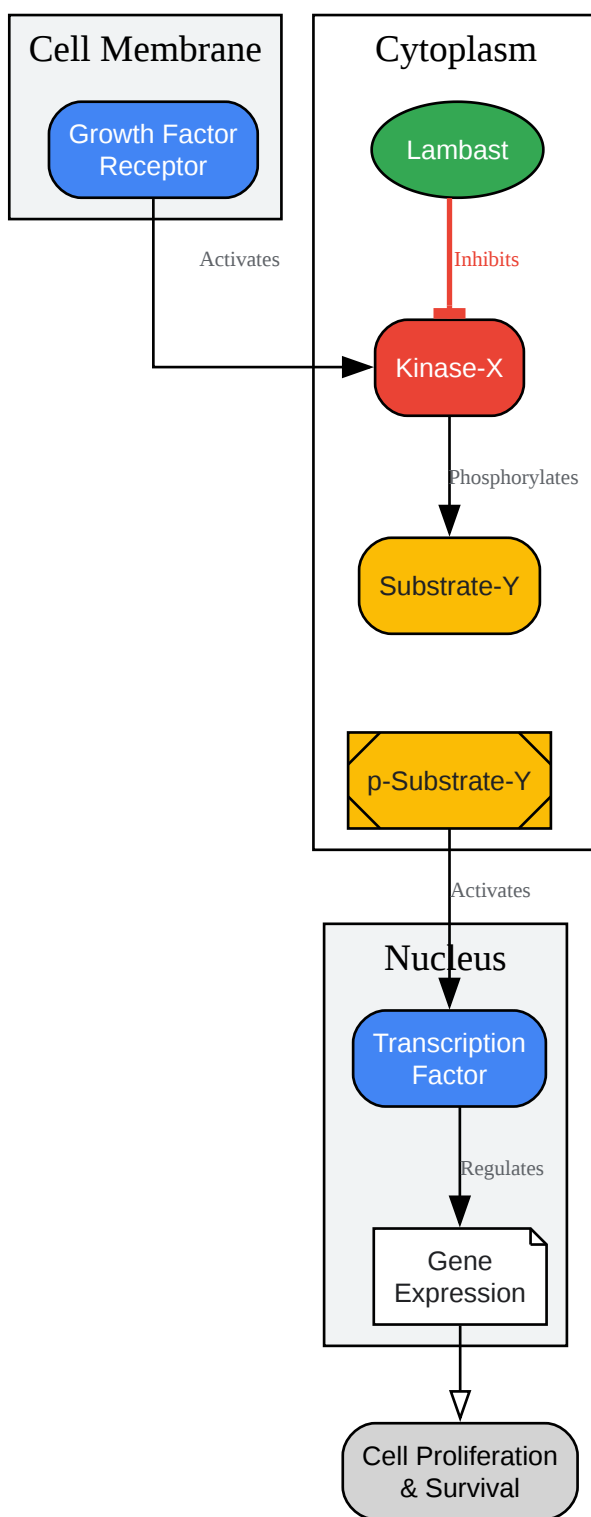 Cell Membrane
Growth Factor
Receptor
Activates
Cytoplasm
Lambast
Inhibits
Kinase-X
Phosphorylates
Substrate-Y
p-Substrate-Y
Activates
Nucleus
Transcription
Factor
Regulates
Gene
Expression
Cell Proliferation
& Survival